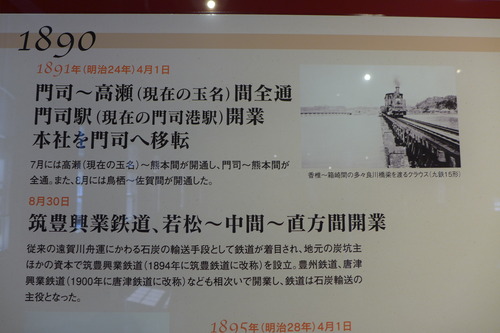 1890
1891年(明治24年)4月1日
門司～高瀬(現在の玉名)間全通
門司駅(現在の門司港駅)開業
本社を門司へ移転
7月には高瀬(現在の玉名)～熊本間が開通し、門司～熊本間が
全通。また、8月には鳥栖～佐賀間が開通した。
香椎～箱崎間の多々良川橋梁を渡るクラウス(九鉄15形)
8月30日
筑豊興業鉄道、若松～中間～直方間開業
従来の遠賀川舟運にかわる石炭の輸送手段として鉄道が着目され、地元の炭坑主
ほかの資本で筑豊興業鉄道(1894年に筑豊鉄道に改称)を設立。豊州鉄道、唐津
興業鉄道(1900年に唐津鉄道に改称)なども相次いで開業し、鉄道は石炭輸送の
主役となった。
1895年(明治28年)4月1日